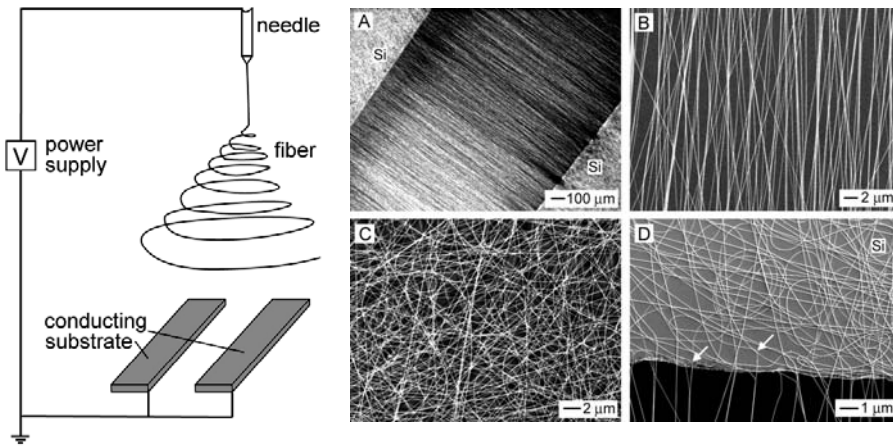 needle
fiber
V
power
supply
conducting
substrate
A
Si
Si
100 μm
B
2 μm
C
2 μm
D
Si
1 μm